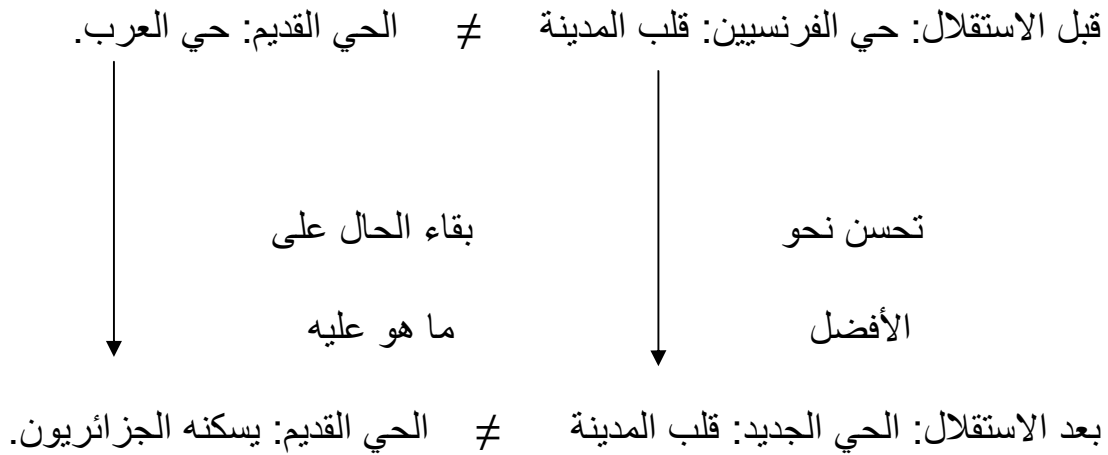 قبل الاستقلال: حي الفرنسيين: قلب المدينة ≠ الحي القديم: حي العرب.
تحسن نحو بقاء الحال على
الأفضل ما هو عليه
بعد الاستقلال: الحي الجديد: قلب المدينة ≠ الحي القديم: يسكنه الجزائريون.